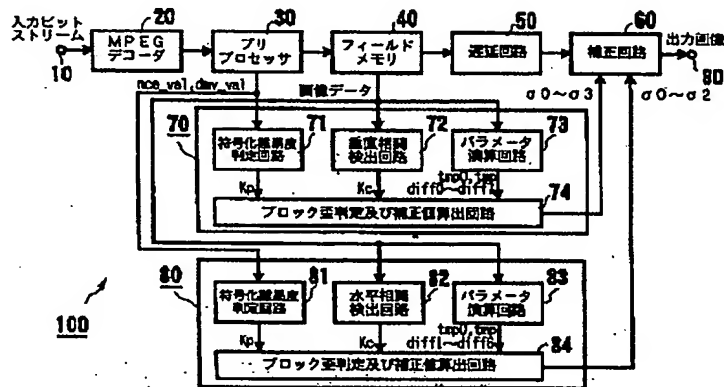 入力ビット
ストリーム
10
20
MPEG
デコーダ
30
プリ
プロセッサ
40
フィールド
メモリ
50
遅延回路
60
補正回路
出力画像
80
mca_val,dmv_val
画像データ
σ0～σ3
σ0～σ2
70
71
符号化難易度
判定回路
72
垂直相関
検出回路
73
パラメータ
演算回路
Kp
Kc
tmp0,tmp
74
ブロック歪判定及び補正値算出回路
80
81
符号化難易度
判定回路
82
水平相関
検出回路
83
パラメータ
演算回路
Kp
Kc
tmp0,tmp
diff1～diff6
84
ブロック歪判定及び補正値算出回路
100